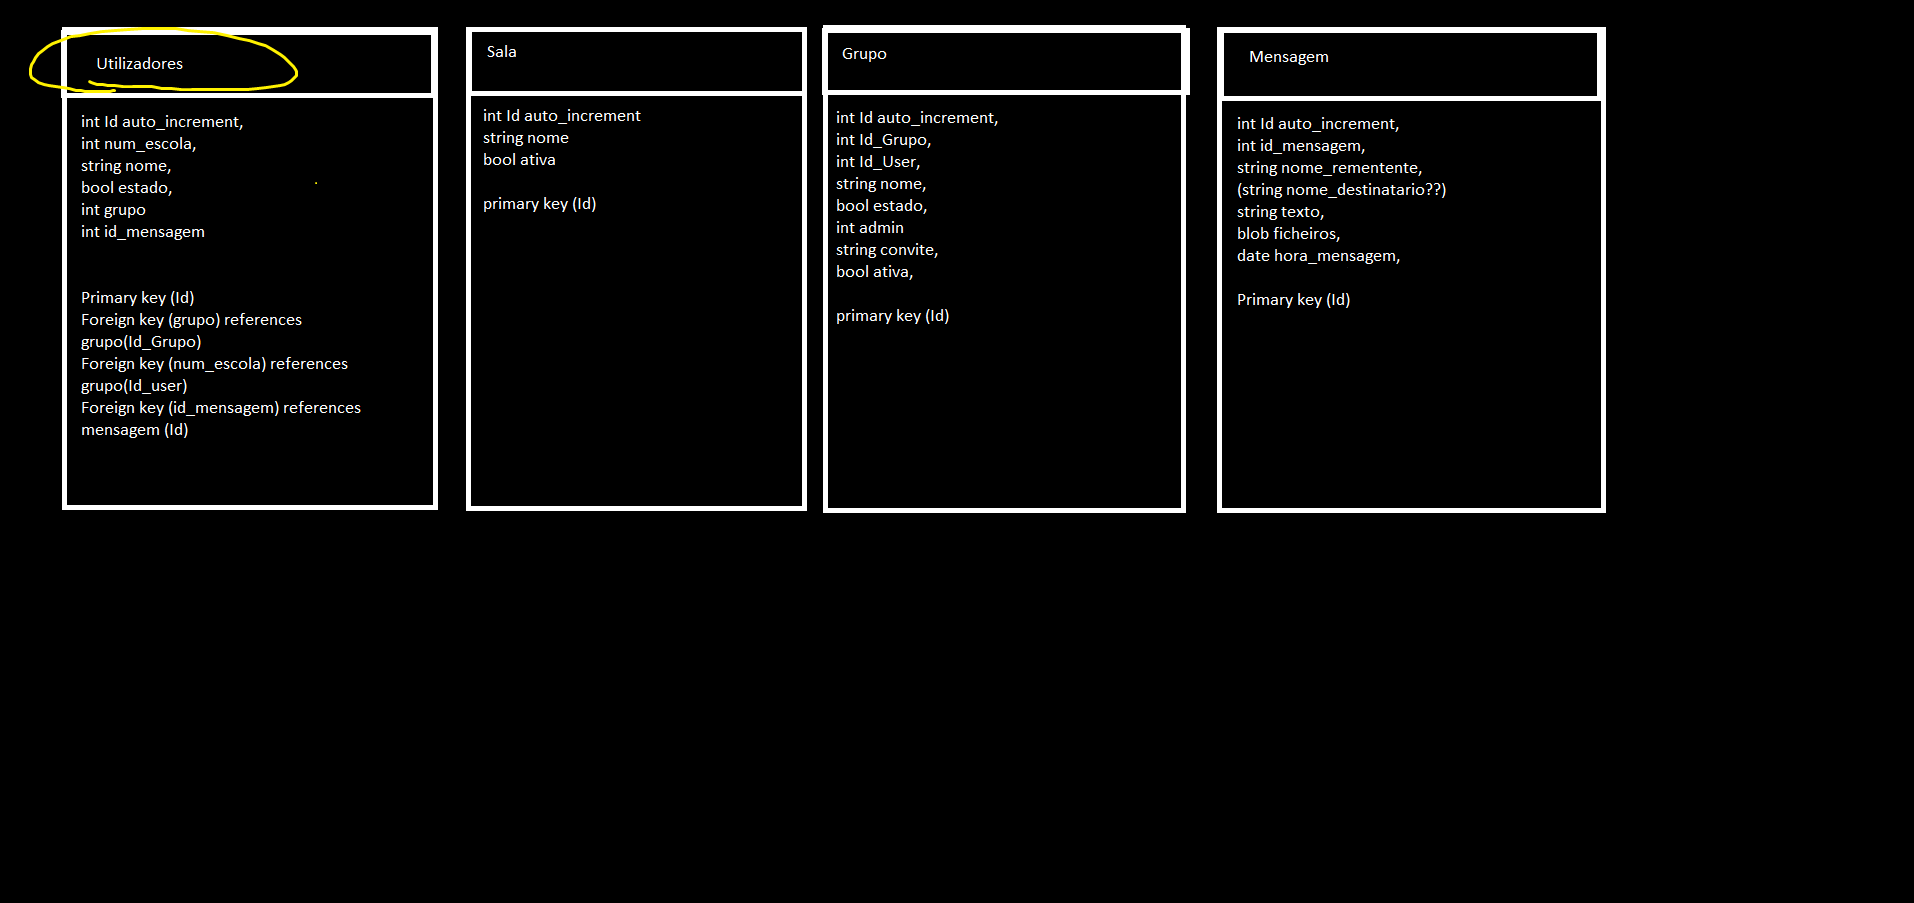 Utilizadores
int Id auto_increment,
int num_escola,
string nome,
bool estado,
int grupo
int id_mensagem
Primary key (Id)
Foreign key (grupo) references
grupo(Id_Grupo)
Foreign key (num_escola) references
grupo(Id_user)
Foreign key (id_mensagem) references
mensagem (Id)
Sala
int Id auto_increment
string nome
bool ativa
primary key (Id)
Grupo
int Id auto_increment,
int Id_Grupo,
int Id_User,
string nome,
bool estado,
int admin
string convite,
bool ativa,
primary key (Id)
Mensagem
int Id auto_increment,
int id_mensagem,
string nome_rementente,
(string nome_destinatario??)
string texto,
blob ficheiros,
date hora_mensagem,
Primary key (Id)